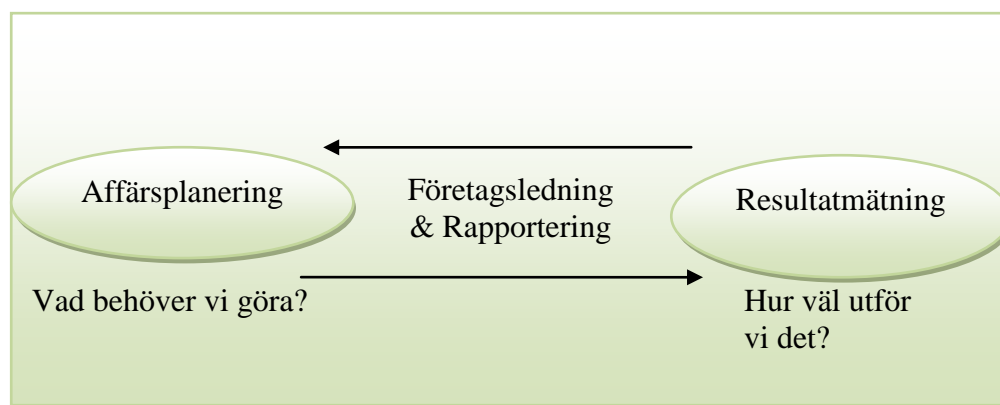 Affärsplanering
Företagsledning
& Rapportering
Resultatmätning
Vad behöver vi göra?
Hur väl utför
vi det?